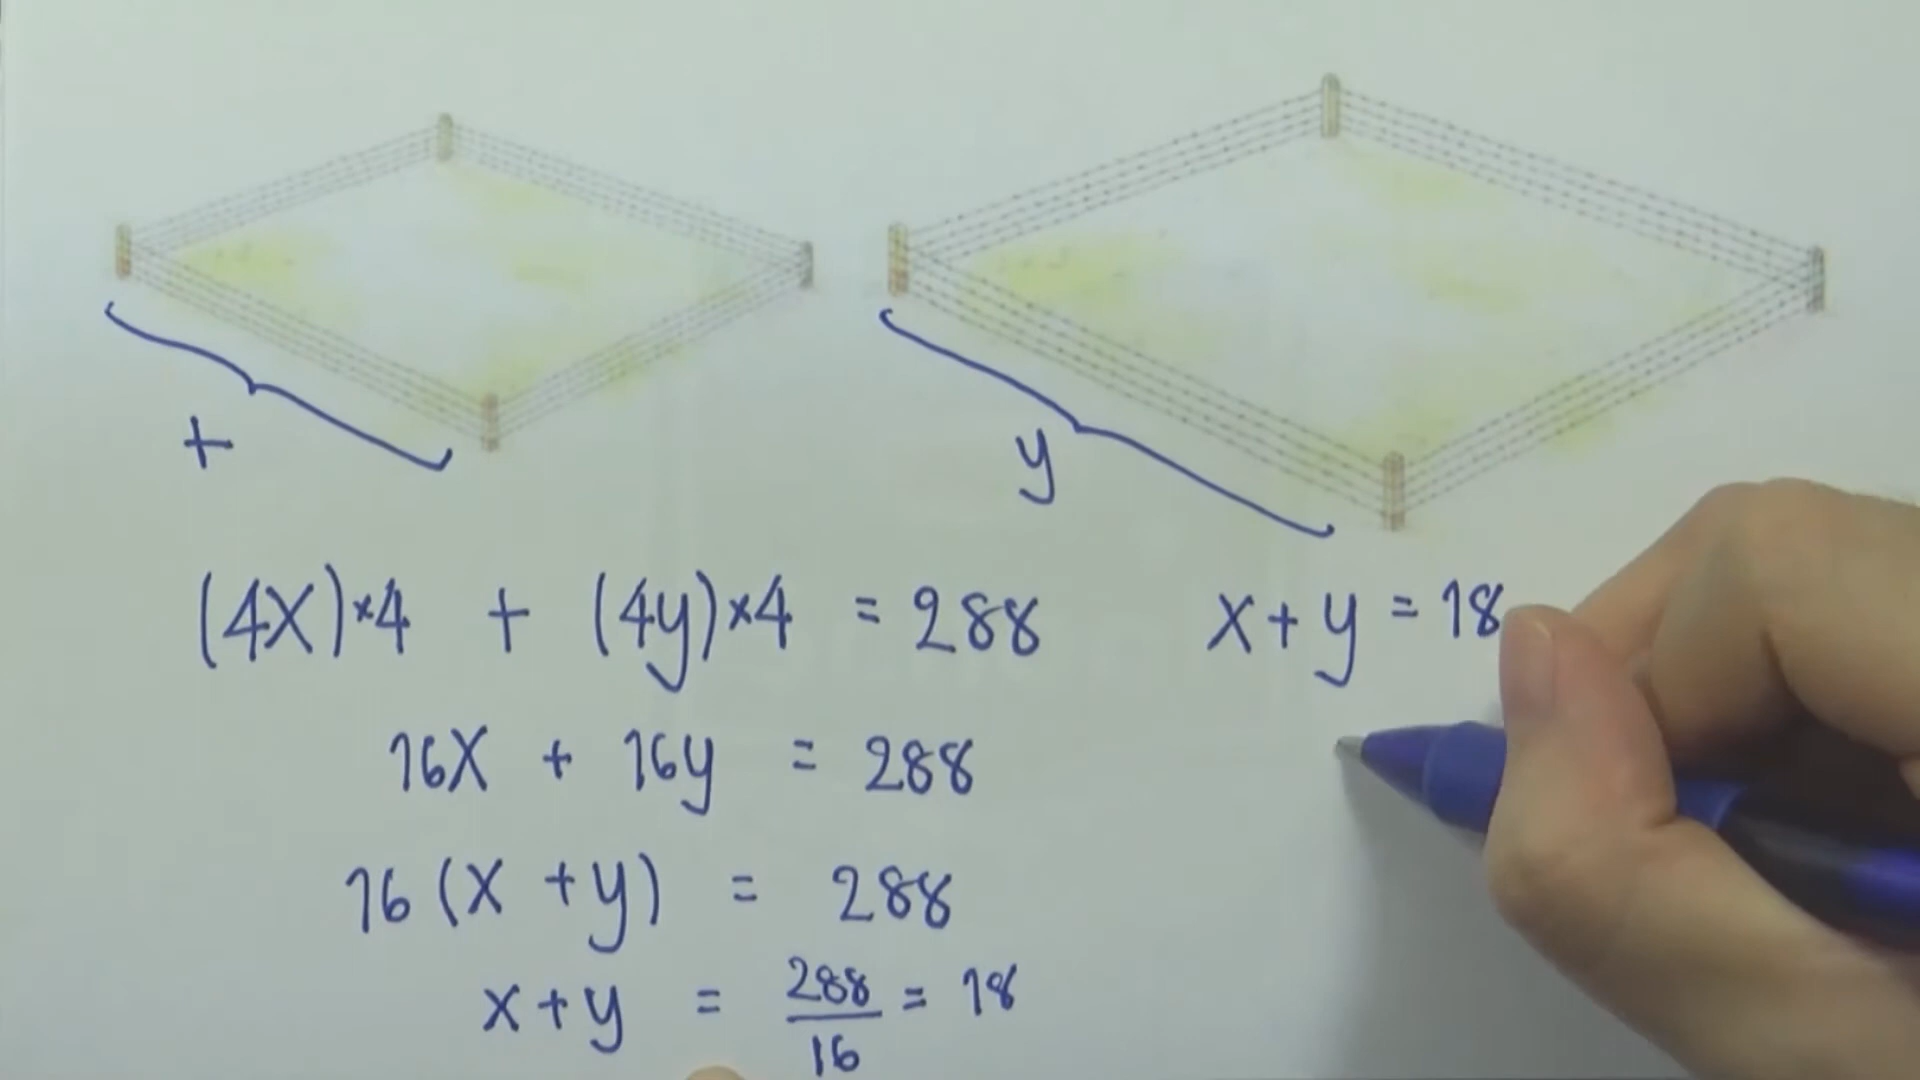 +
y
(4X)×4 + (4y)×4 = 288
x+y=18
16X + 16y = 288
16(X+y) = 288
x+y = 288/16 = 18